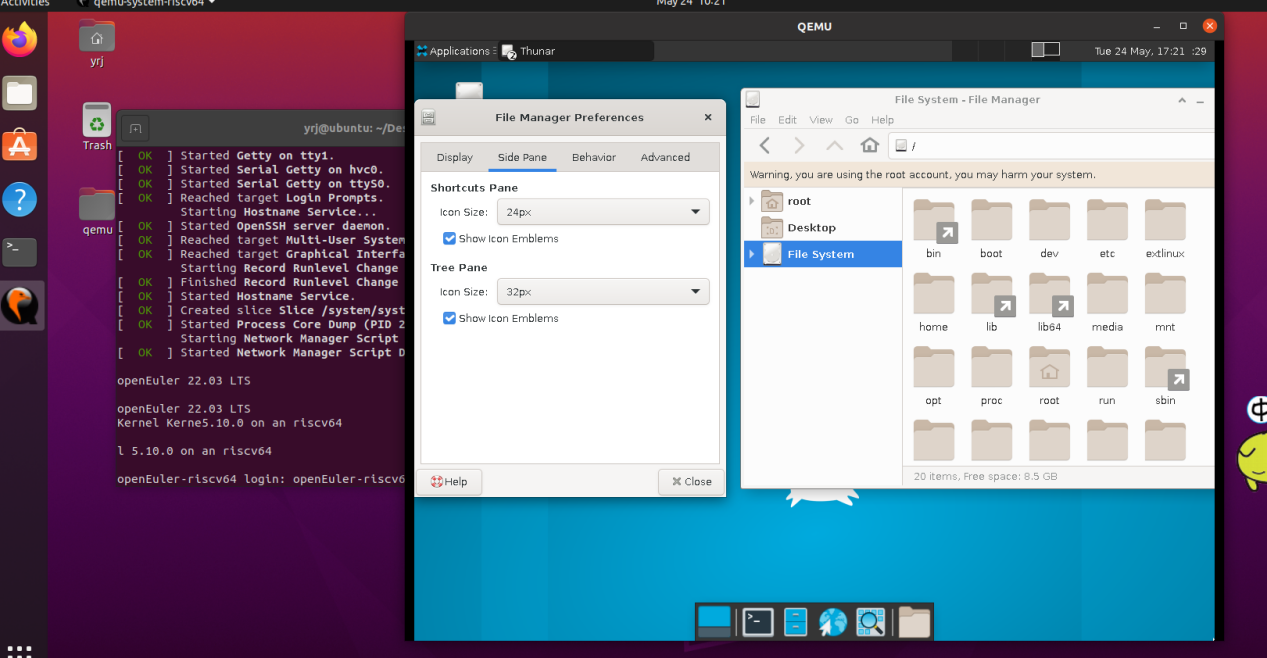 Activities
qemu-system-riscv64
May 24 10:21
yrj
Trash
qemu
yrj@ubuntu: ~/Des
[ OK ] Started Getty on tty1.
[ OK ] Started Serial Getty on hvc0.
[ OK ] Started Serial Getty on ttyS0.
[ OK ] Reached target Login Prompts.
Starting Hostname Service...
[ OK ] Started OpenSSH server daemon.
[ OK ] Reached target Multi-User System
[ OK ] Reached target Graphical Interfa
Starting Record Runlevel Change
[ OK ] Finished Record Runlevel Change
[ OK ] Started Hostname Service.
[ OK ] Created slice Slice /system/syst
[ OK ] Started Process Core Dump (PID 2
Starting Network Manager Script
[ OK ] Started Network Manager Script D
openEuler 22.03 LTS
openEuler 22.03 LTS
Kernel Kerne5.10.0 on an riscv64
l 5.10.0 on an riscv64
openEuler-riscv64 login: openEuler-riscv6
QEMU
Applications
2 Thunar
Tue 24 May, 17:21 :29
File Manager Preferences
Display Side Pane Behavior Advanced
Shortcuts Pane
Icon Size: 24px
Show Icon Emblems
Tree Pane
Icon Size: 32px
Show Icon Emblems
Help
Close
File System - File Manager
File Edit View Go Help
/
Warning, you are using the root account, you may harm your system.
root
Desktop
File System
bin boot dev etc extlinux
home lib lib64 media mnt
opt proc root run sbin
20 items, Free space: 8.5 GB
中